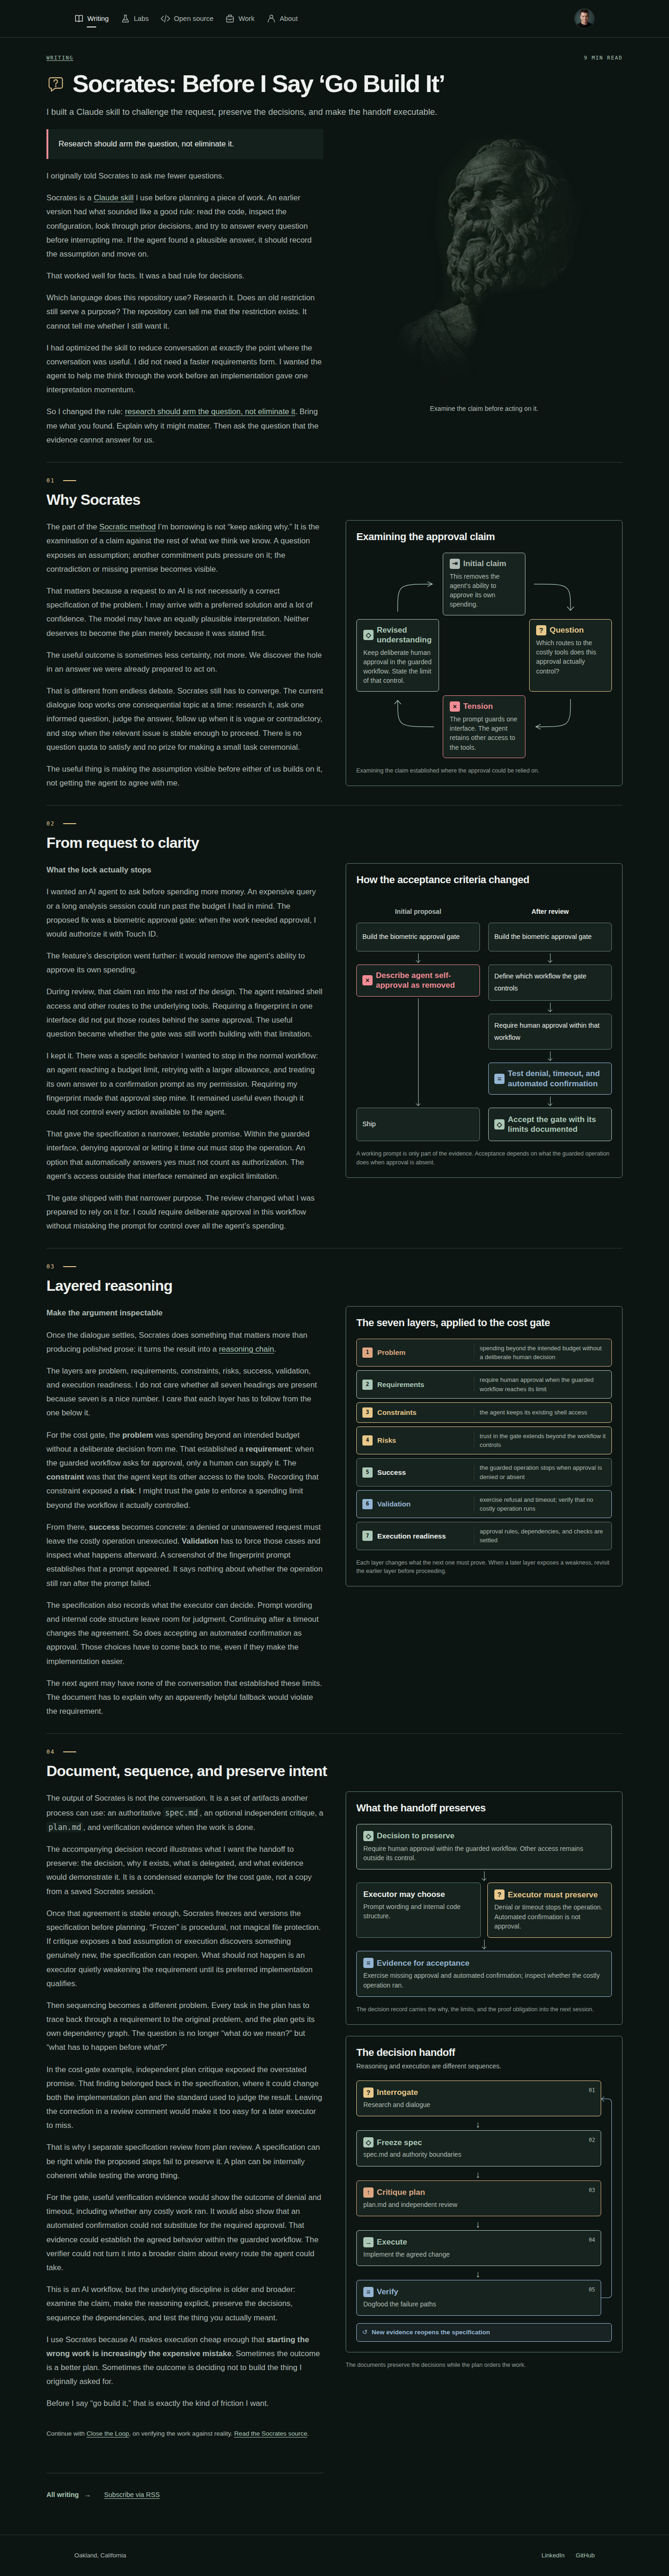 Writing
Labs
Open source
Work
About
WRITING
9 MIN READ
Socrates: Before I Say ‘Go Build It’
I built a Claude skill to challenge the request, preserve the decisions, and make the handoff executable.
Research should arm the question, not eliminate it.
I originally told Socrates to ask me fewer questions.
Socrates is a Claude skill I use before planning a piece of work. An earlier
version had what sounded like a good rule: read the code, inspect the
configuration, look through prior decisions, and try to answer every question
before interrupting me. If the agent found a plausible answer, it should record
the assumption and move on.
That worked well for facts. It was a bad rule for decisions.
Which language does this repository use? Research it. Does an old restriction
still serve a purpose? The repository can tell me that the restriction exists. It
cannot tell me whether I still want it.
I had optimized the skill to reduce conversation at exactly the point where the
conversation was useful. I did not need a faster requirements form. I wanted the
agent to help me think through the work before an implementation gave one
interpretation momentum.
So I changed the rule: research should arm the question, not eliminate it. Bring
me what you found. Explain why it might matter. Then ask the question that the
evidence cannot answer for us.
Examine the claim before acting on it.
01
Why Socrates
The part of the Socratic method I’m borrowing is not “keep asking why.” It is the
examination of a claim against the rest of what we think we know. A question
exposes an assumption; another commitment puts pressure on it; the
contradiction or missing premise becomes visible.
That matters because a request to an AI is not necessarily a correct
specification of the problem. I may arrive with a preferred solution and a lot of
confidence. The model may have an equally plausible interpretation. Neither
deserves to become the plan merely because it was stated first.
The useful outcome is sometimes less certainty, not more. We discover the hole
in an answer we were already prepared to act on.
That is different from endless debate. Socrates still has to converge. The current
dialogue loop works one consequential topic at a time: research it, ask one
informed question, judge the answer, follow up when it is vague or contradictory,
and stop when the relevant issue is stable enough to proceed. There is no
question quota to satisfy and no prize for making a small task ceremonial.
The useful thing is making the assumption visible before either of us builds on it,
not getting the agent to agree with me.
Examining the approval claim
Initial claim
This removes the
agent’s ability to
approve its own
spending.
? Question
Which routes to the
costly tools does this
approval actually
control?
Revised
understanding
Keep deliberate human
approval in the guarded
workflow. State the limit
of that control.
× Tension
The prompt guards one
interface. The agent
retains other access to
the tools.
Examining the claim established where the approval could be relied on.
02
From request to clarity
What the lock actually stops
I wanted an AI agent to ask before spending more money. An expensive query
or a long analysis session could run past the budget I had in mind. The
proposed fix was a biometric approval gate: when the work needed approval, I
would authorize it with Touch ID.
The feature’s description went further: it would remove the agent’s ability to
approve its own spending.
During review, that claim ran into the rest of the design. The agent retained shell
access and other routes to the underlying tools. Requiring a fingerprint in one
interface did not put those routes behind the same approval. The useful
question became whether the gate was still worth building with that limitation.
I kept it. There was a specific behavior I wanted to stop in the normal workflow:
an agent reaching a budget limit, retrying with a larger allowance, and treating
its own answer to a confirmation prompt as my permission. Requiring my
fingerprint made that approval step mine. It remained useful even though it
could not control every action available to the agent.
That gave the specification a narrower, testable promise. Within the guarded
interface, denying approval or letting it time out must stop the operation. An
option that automatically answers yes must not count as authorization. The
agent’s access outside that interface remained an explicit limitation.
The gate shipped with that narrower purpose. The review changed what I was
prepared to rely on it for. I could require deliberate approval in this workflow
without mistaking the prompt for control over all the agent’s spending.
How the acceptance criteria changed
Initial proposal
After review
Build the biometric approval gate
Build the biometric approval gate
× Describe agent self-
approval as removed
Define which workflow the gate
controls
Require human approval within that
workflow
= Test denial, timeout, and
automated confirmation
Ship
Accept the gate with its
limits documented
A working prompt is only part of the evidence. Acceptance depends on what the guarded operation
does when approval is absent.
03
Layered reasoning
Make the argument inspectable
Once the dialogue settles, Socrates does something that matters more than
producing polished prose: it turns the result into a reasoning chain.
The layers are problem, requirements, constraints, risks, success, validation,
and execution readiness. I do not care whether all seven headings are present
because seven is a nice number. I care that each layer has to follow from the
one below it.
For the cost gate, the problem was spending beyond an intended budget
without a deliberate decision from me. That established a requirement: when
the guarded workflow asks for approval, only a human can supply it. The
constraint was that the agent kept its other access to the tools. Recording that
constraint exposed a risk: I might trust the gate to enforce a spending limit
beyond the workflow it actually controlled.
From there, success becomes concrete: a denied or unanswered request must
leave the costly operation unexecuted. Validation has to force those cases and
inspect what happens afterward. A screenshot of the fingerprint prompt
establishes that a prompt appeared. It says nothing about whether the operation
still ran after the prompt failed.
The specification also records what the executor can decide. Prompt wording
and internal code structure leave room for judgment. Continuing after a timeout
changes the agreement. So does accepting an automated confirmation as
approval. Those choices have to come back to me, even if they make the
implementation easier.
The next agent may have none of the conversation that established these limits.
The document has to explain why an apparently helpful fallback would violate
the requirement.
The seven layers, applied to the cost gate
1 Problem
spending beyond the intended budget without
a deliberate human decision
2 Requirements
require human approval when the guarded
workflow reaches its limit
3 Constraints
the agent keeps its existing shell access
4 Risks
trust in the gate extends beyond the workflow it
controls
5 Success
the guarded operation stops when approval is
denied or absent
6 Validation
exercise refusal and timeout; verify that no
costly operation runs
7 Execution readiness
approval rules, dependencies, and checks are
settled
Each layer changes what the next one must prove. When a later layer exposes a weakness, revisit
the earlier layer before proceeding.
04
Document, sequence, and preserve intent
The output of Socrates is not the conversation. It is a set of artifacts another
process can use: an authoritative spec.md, an optional independent critique, a
plan.md, and verification evidence when the work is done.
The accompanying decision record illustrates what I want the handoff to
preserve: the decision, why it exists, what is delegated, and what evidence
would demonstrate it. It is a condensed example for the cost gate, not a copy
from a saved Socrates session.
Once that agreement is stable enough, Socrates freezes and versions the
specification before planning. “Frozen” is procedural, not magical file protection.
If critique exposes a bad assumption or execution discovers something
genuinely new, the specification can reopen. What should not happen is an
executor quietly weakening the requirement until its preferred implementation
qualifies.
Then sequencing becomes a different problem. Every task in the plan has to
trace back through a requirement to the original problem, and the plan gets its
own dependency graph. The question is no longer “what do we mean?” but
“what has to happen before what?”
In the cost-gate example, independent plan critique exposed the overstated
promise. That finding belonged back in the specification, where it could change
both the implementation plan and the standard used to judge the result. Leaving
the correction in a review comment would make it too easy for a later executor
to miss.
That is why I separate specification review from plan review. A specification can
be right while the proposed steps fail to preserve it. A plan can be internally
coherent while testing the wrong thing.
For the gate, useful verification evidence would show the outcome of denial and
timeout, including whether any costly work ran. It would also show that an
automated confirmation could not substitute for the required approval. That
evidence could establish the agreed behavior within the guarded workflow. The
verifier could not turn it into a broader claim about every route the agent could
take.
This is an AI workflow, but the underlying discipline is older and broader:
examine the claim, make the reasoning explicit, preserve the decisions,
sequence the dependencies, and test the thing you actually meant.
I use Socrates because AI makes execution cheap enough that starting the
wrong work is increasingly the expensive mistake. Sometimes the outcome
is a better plan. Sometimes the outcome is deciding not to build the thing I
originally asked for.
Before I say “go build it,” that is exactly the kind of friction I want.
What the handoff preserves
Decision to preserve
Require human approval within the guarded workflow. Other access remains
outside its control.
Executor may choose
Prompt wording and internal code
structure.
? Executor must preserve
Denial or timeout stops the operation.
Automated confirmation is not
approval.
= Evidence for acceptance
Exercise missing approval and automated confirmation; inspect whether the costly
operation ran.
The decision record carries the why, the limits, and the proof obligation into the next session.
The decision handoff
Reasoning and execution are different sequences.
? Interrogate
01
Research and dialogue
↓
Freeze spec
02
spec.md and authority boundaries
↓
↑ Critique plan
03
plan.md and independent review
↓
→ Execute
04
Implement the agreed change
↓
= Verify
05
Dogfood the failure paths
↺ New evidence reopens the specification
The documents preserve the decisions while the plan orders the work.
Continue with Close the Loop, on verifying the work against reality. Read the Socrates source.
All writing →
Subscribe via RSS
Oakland, California
LinkedIn
GitHub